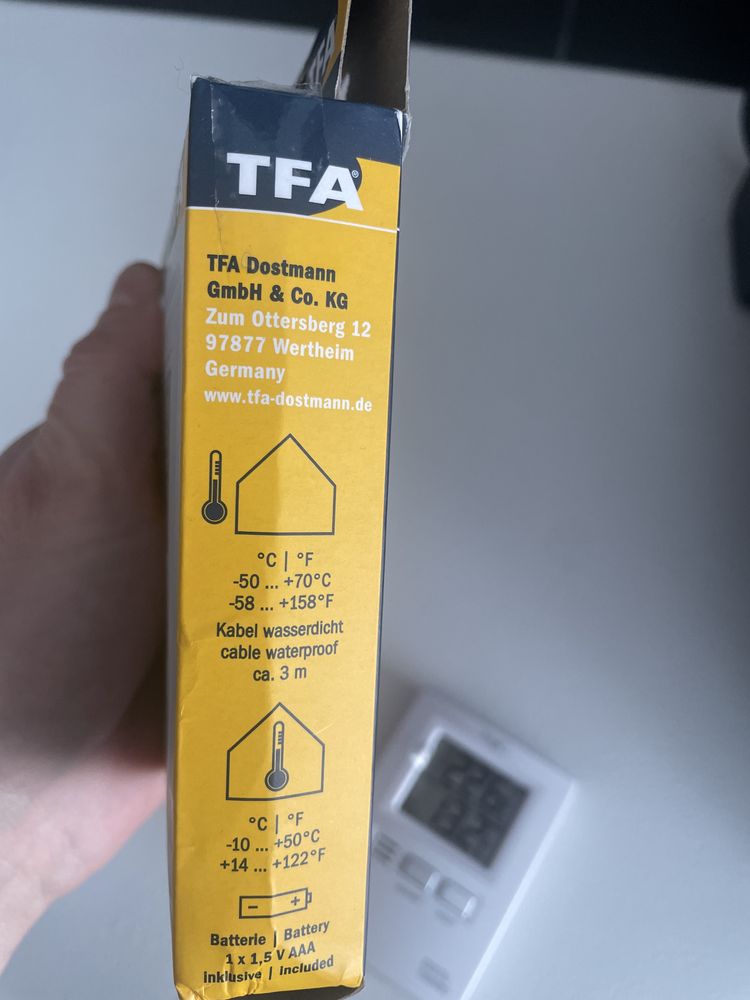 TFA®
TFA Dostmann
GmbH & Co. KG
Zum Ottersberg 12
97877 Wertheim
Germany
www.tfa-dostmann.de
°C | °F
-50 ... +70°C
-58 ... +158°F
Kabel wasserdicht
cable waterproof
ca. 3 m
°C | °F
-10 ... +50°C
+14 ... +122°F
- +
Batterie | Battery
1 x 1,5 V AAA
inklusive | Included